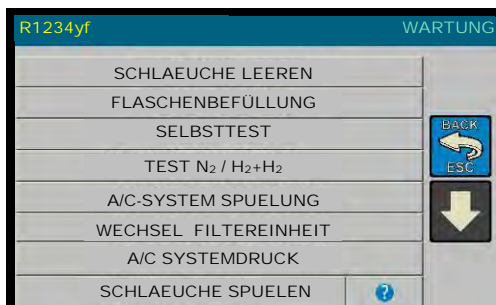 R1234yf WARTUNG
SCHLAEUCHE LEEREN
FLASCHENBEFÜLLUNG
SELBSTTEST
BACK
TEST N₂ / H₂+H₂
ESC
A/C-SYSTEM SPUELUNG
WECHSEL FILTEREINHEIT
A/C SYSTEMDRUCK
SCHLAEUCHE SPUELEN ?